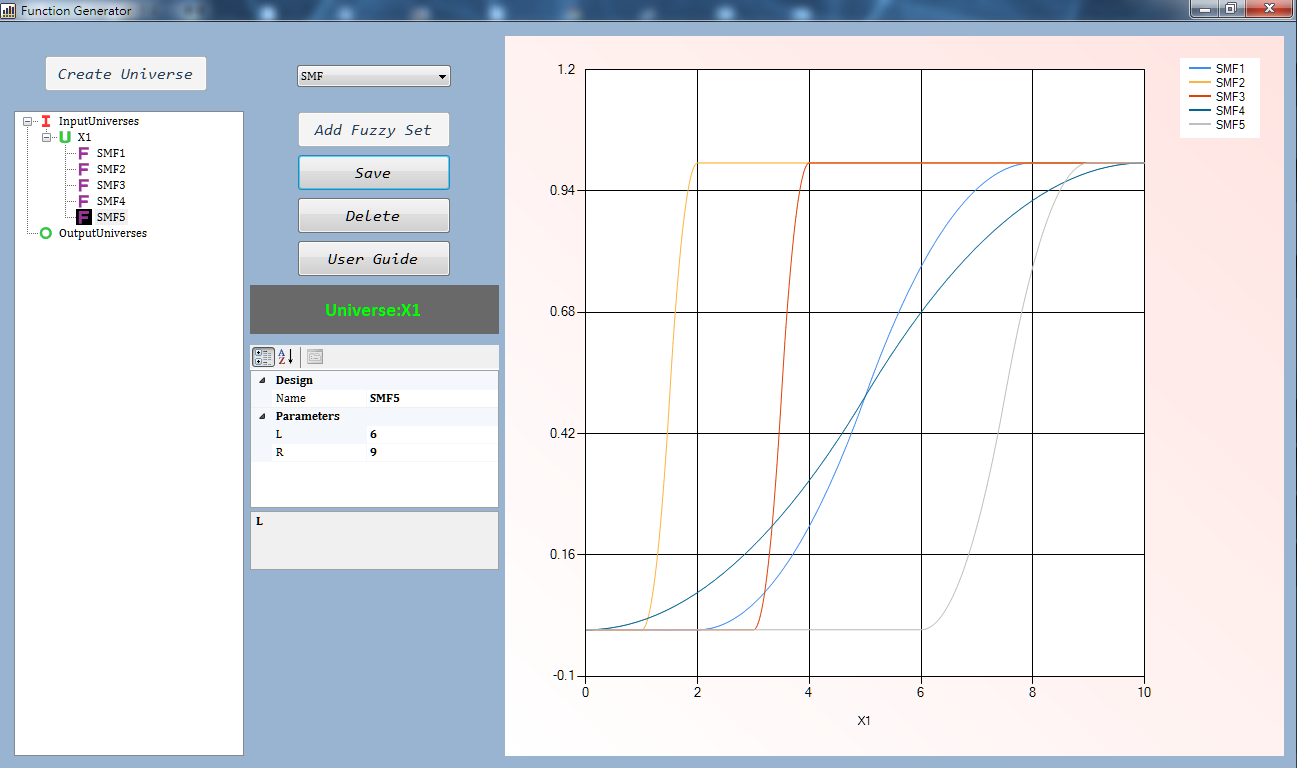 Function Generator
Create Universe
SMF
InputUniverses
X1
SMF1
SMF2
SMF3
SMF4
SMF5
OutputUniverses
Add Fuzzy Set
Save
Delete
User Guide
Universe:X1
Design
Name SMF5
Parameters
L 6
R 9
L
1.2
0.94
0.68
0.42
0.16
-0.1
0 2 4 6 8 10
X1
SMF1
SMF2
SMF3
SMF4
SMF5